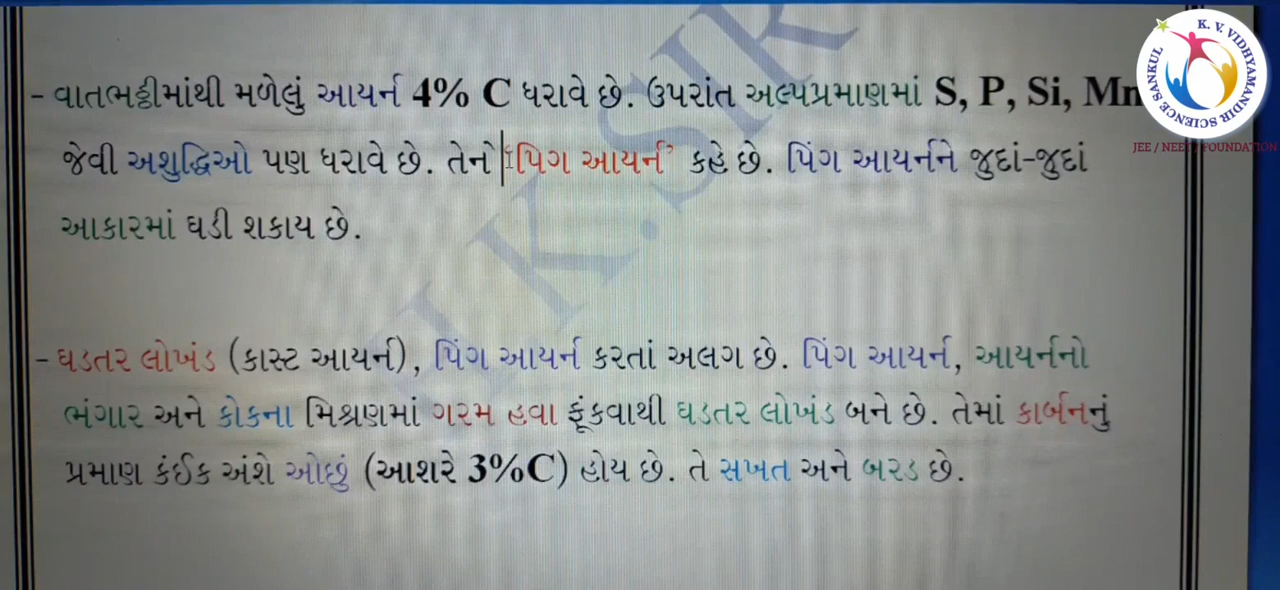 - વાતભઠ્ઠીમાંથી મળેલું આયર્ન 4% C ધરાવે છે. ઉપરાંત અલ્પપ્રમાણમાં S, P, Si, Mn
જેવી અશુદ્ધિઓ પણ ધરાવે છે. તેનો ‘પિગ આયર્ન’ કહે છે. પિંગ આયર્નને જુદાં-જુદાં
આકારમાં ઘડી શકાય છે.
- ઘડતર લોખંડ (કાસ્ટ આયર્ન), પિંગ આયર્ન કરતાં અલગ છે. પિંગ આયર્ન, આયર્નનો
ભંગાર અને કોકના મિશ્રણમાં ગરમ હવા ફૂંકવાથી ઘડતર લોખંડ બને છે. તેમાં કાર્બનનું
પ્રમાણ કંઈક અંશે ઓછું (આશરે 3%C) હોય છે. તે સખત અને બરડ છે.
K. V. VIDHYAMANDIR SCIENCE SANKUL
JEE / NEET / FOUNDATION
K.SIR